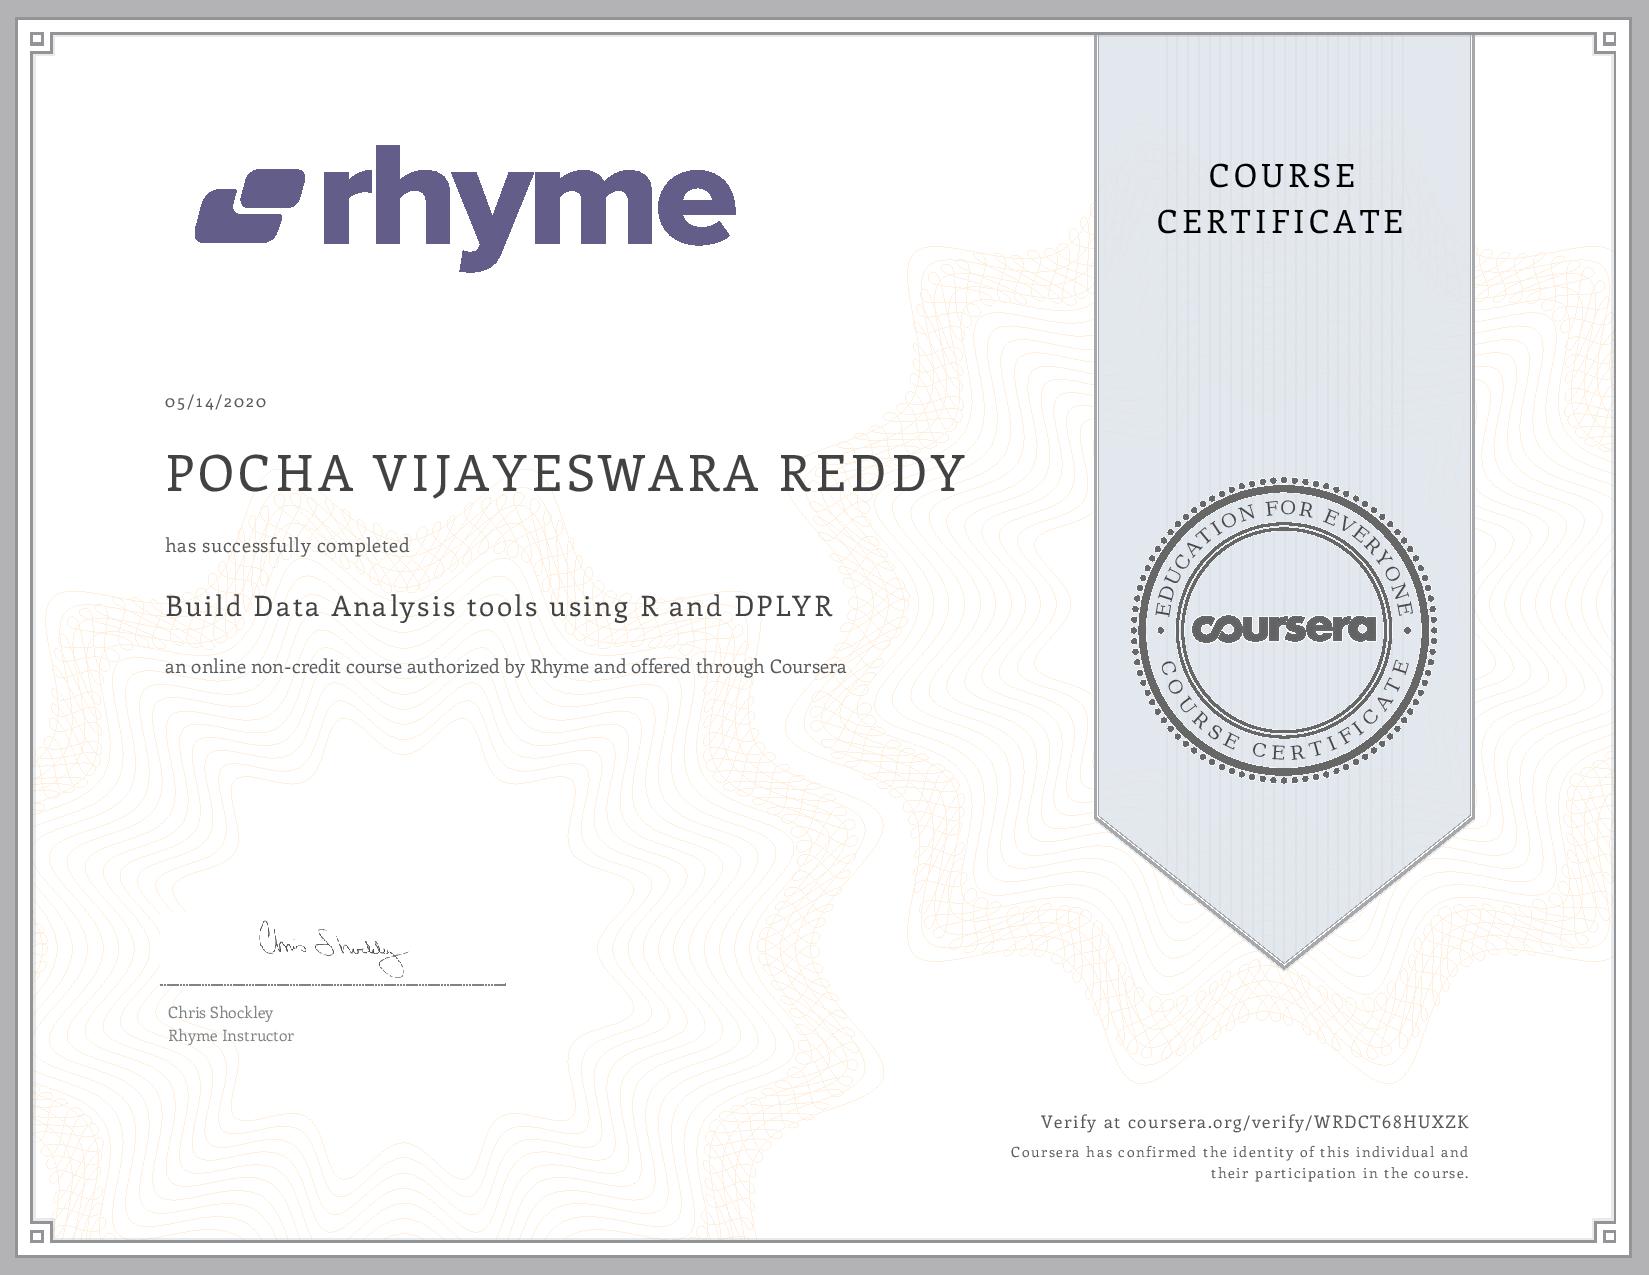 rhyme
COURSE
CERTIFICATE
05/14/2020
POCHA VIJAYESWARA REDDY
has successfully completed
Build Data Analysis tools using R and DPLYR
an online non-credit course authorized by Rhyme and offered through Coursera
EDUCATION FOR EVERYONE
coursera
COURSE CERTIFICATE
Chris Shockley
Chris Shockley
Rhyme Instructor
Verify at coursera.org/verify/WRDCT68HUXZK
Coursera has confirmed the identity of this individual and
their participation in the course.